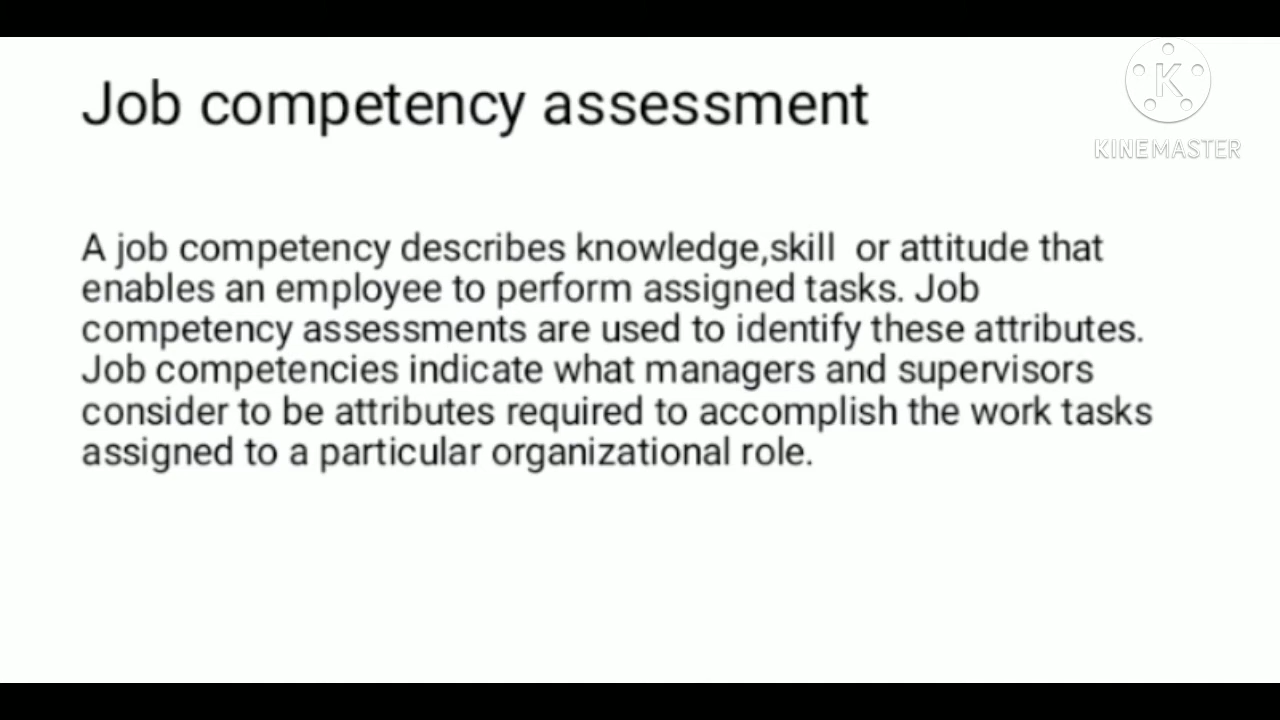 Job competency assessment
K
KINEMASTER
A job competency describes knowledge,skill  or attitude that
enables an employee to perform assigned tasks. Job
competency assessments are used to identify these attributes.
Job competencies indicate what managers and supervisors
consider to be attributes required to accomplish the work tasks
assigned to a particular organizational role.